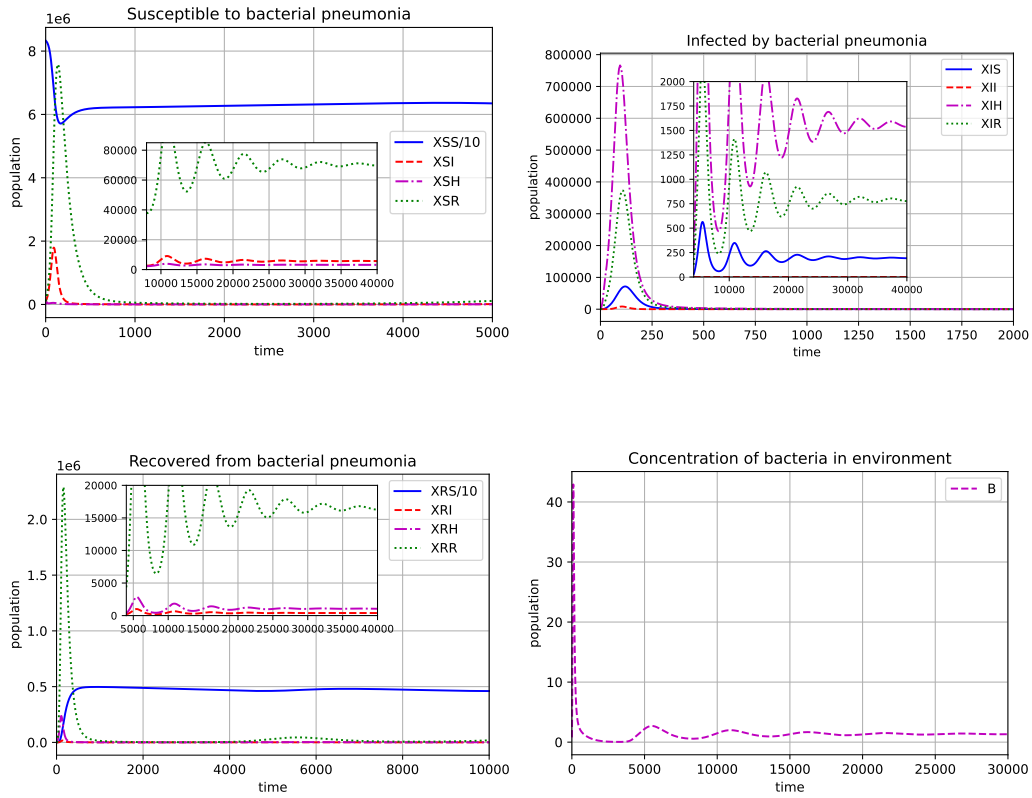 Susceptible to bacterial pneumonia
1e6
8
6
4
2
0
population
0 1000 2000 3000 4000 5000
time
XSS/10
XSI
XSH
XSR
80000
60000
40000
20000
0
10000 15000 20000 25000 30000 35000 40000
Infected by bacterial pneumonia
800000
700000
600000
500000
400000
300000
200000
100000
0
population
0 250 500 750 1000 1250 1500 1750 2000
time
XIS
XII
XIH
XIR
2000
1750
1500
1250
1000
750
500
250
0
10000 20000 30000 40000
Recovered from bacterial pneumonia
1e6
2.0
1.5
1.0
0.5
0.0
population
0 2000 4000 6000 8000 10000
time
XRS/10
XRI
XRH
XRR
20000
15000
10000
5000
0
5000 10000 15000 20000 25000 30000 35000 40000
Concentration of bacteria in environment
40
30
20
10
0
population
0 5000 10000 15000 20000 25000 30000
time
B